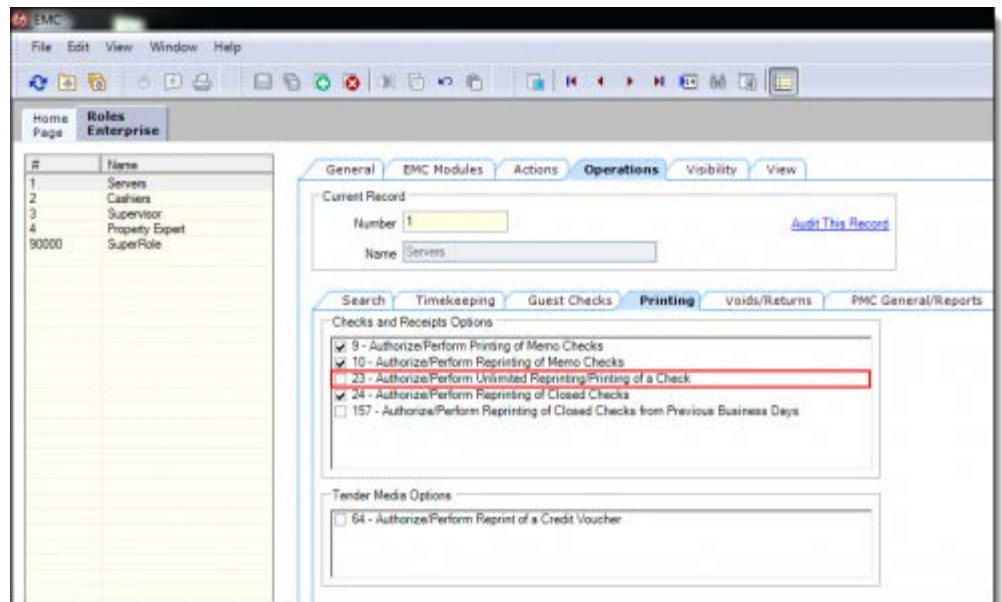 EMC
File Edit View Window Help
Home Page
Roles Enterprise
# Name
1 Servers
2 Cashiers
3 Supervisor
4 Property Expert
90000 SuperRole
General EMC Modules Actions Operations Visibility View
Current Record
Number 1
Audit This Record
Name Servers
Search Timekeeping Guest Checks Printing Voids/Returns PMC General/Reports
Checks and Receipts Options
9 - Authorize/Perform Printing of Memo Checks
10 - Authorize/Perform Reprinting of Memo Checks
23 - Authorize/Perform Unlimited Reprinting/Printing of a Check
24 - Authorize/Perform Reprinting of Closed Checks
157 - Authorize/Perform Reprinting of Closed Checks from Previous Business Days
Tender Media Options
64 - Authorize/Perform Reprint of a Credit Voucher